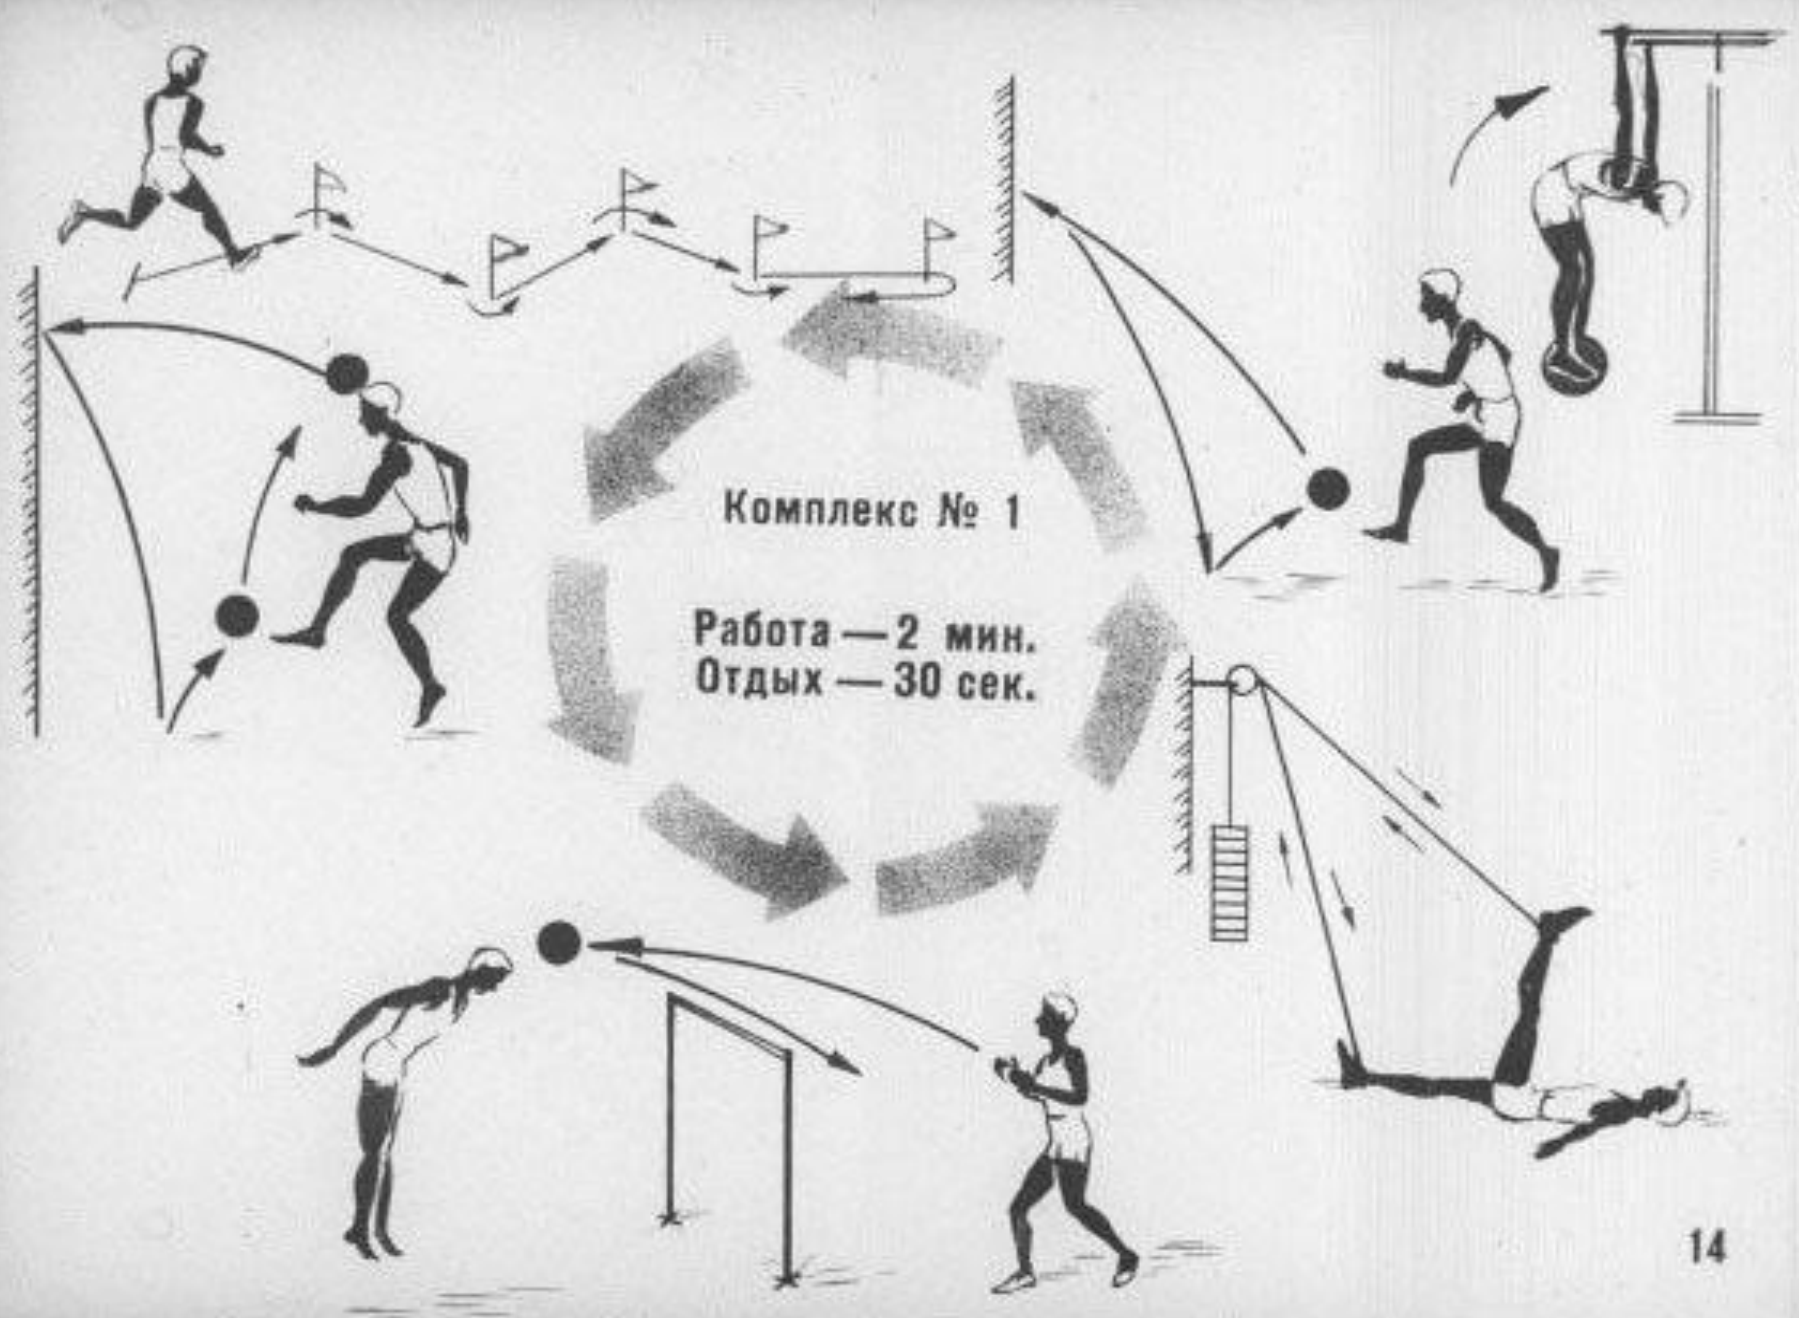 Комплекс № 1
Работа — 2 мин.
Отдых — 30 сек.
14